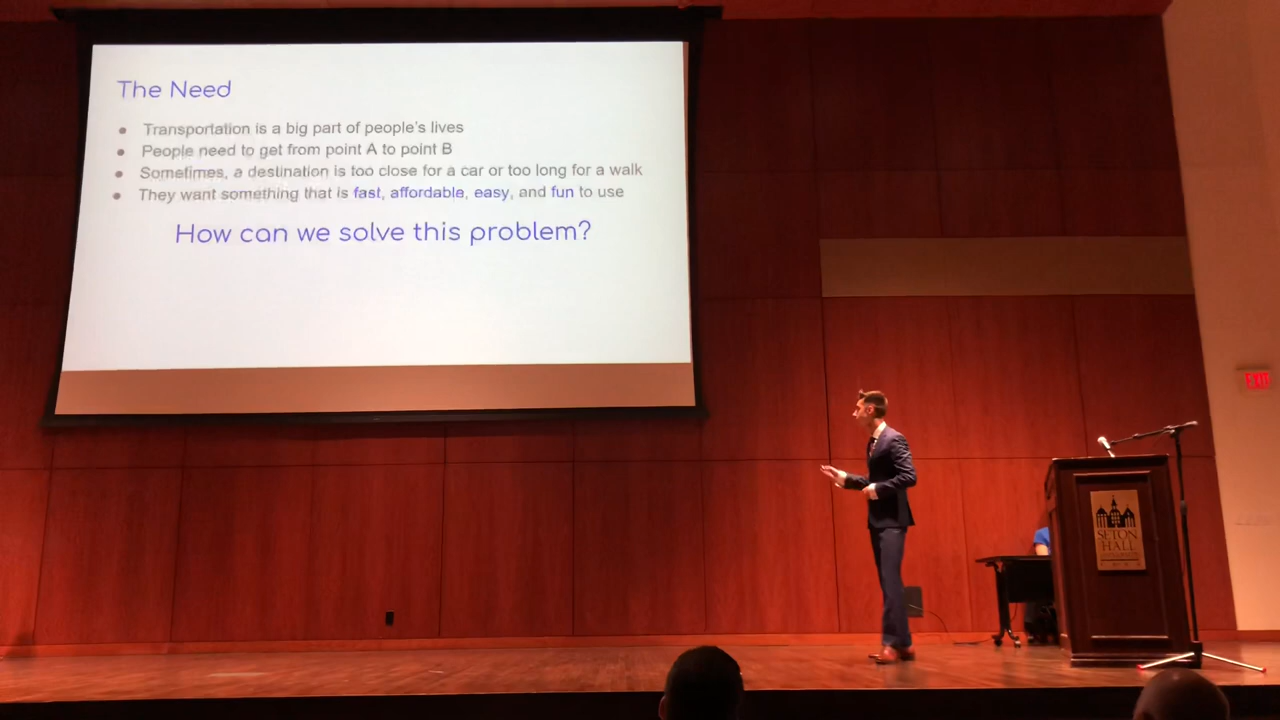 The Need
Transportation is a big part of people's lives
People need to get from point A to point B
Sometimes, a destination is too close for a car or too long for a walk
They want something that is fast, affordable, easy, and fun to use
How can we solve this problem?
EXIT
SETON
HALL